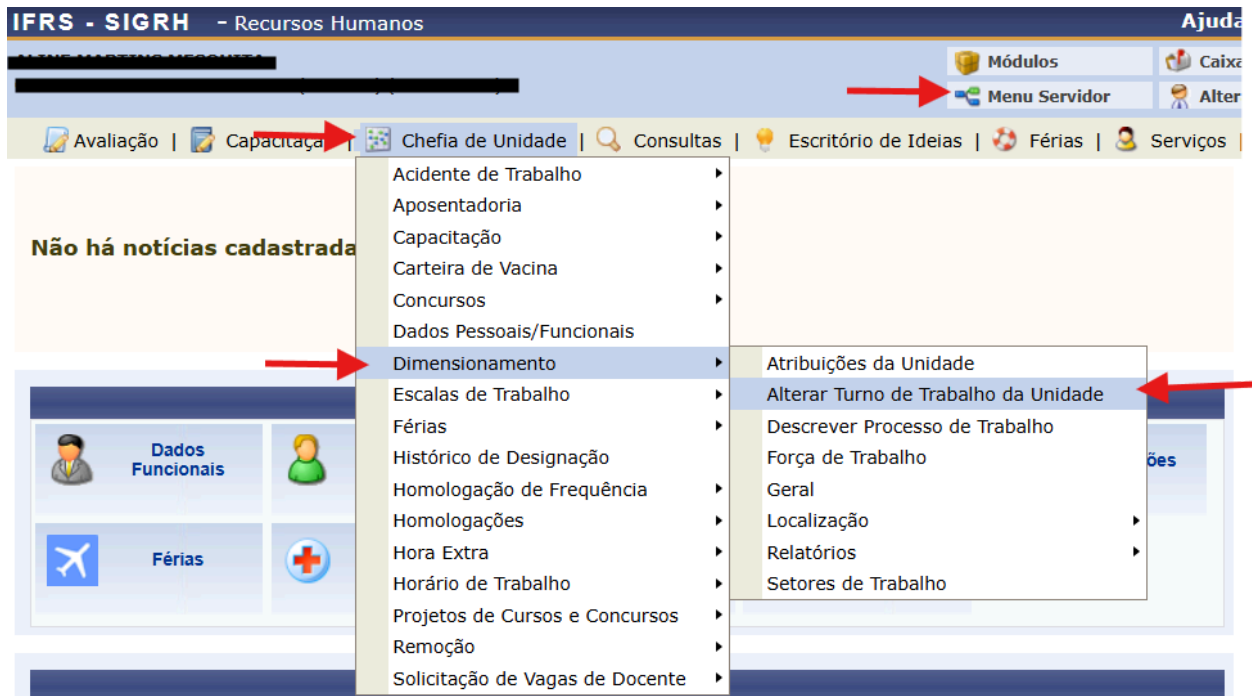 IFRS - SIGRH - Recursos Humanos Ajuda
Módulos Caixa
Menu Servidor Alter
Avaliação | Capacitaçã | Chefia de Unidade | Consultas | Escritório de Ideias | Férias | Serviços |
Acidente de Trabalho
Aposentadoria
Capacitação
Carteira de Vacina
Concursos
Dados Pessoais/Funcionais
Dimensionamento
Escalas de Trabalho
Férias
Histórico de Designação
Homologação de Frequência
Homologações
Hora Extra
Horário de Trabalho
Projetos de Cursos e Concursos
Remoção
Solicitação de Vagas de Docente
Atribuições da Unidade
Alterar Turno de Trabalho da Unidade
Descrever Processo de Trabalho
Força de Trabalho
Geral
Localização
Relatórios
Setores de Trabalho
Não há notícias cadastrada
Dados
Funcionais
ões
Férias